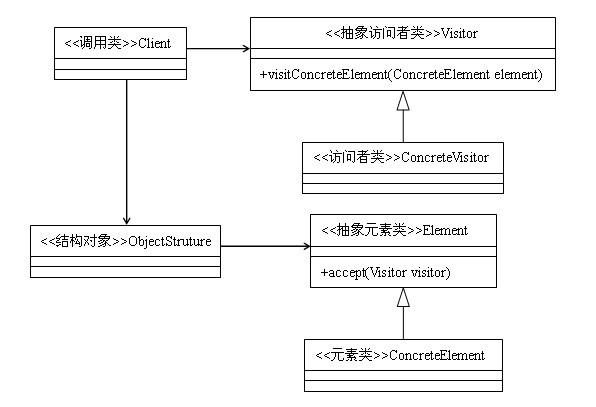 <<调用类>>Client
<<抽象访问者类>>Visitor
+visitConcreteElement(ConcreteElement element)
<<访问者类>>ConcreteVisitor
<<结构对象>>ObjectStruture
<<抽象元素类>>Element
+accept(Visitor visitor)
<<元素类>>ConcreteElement